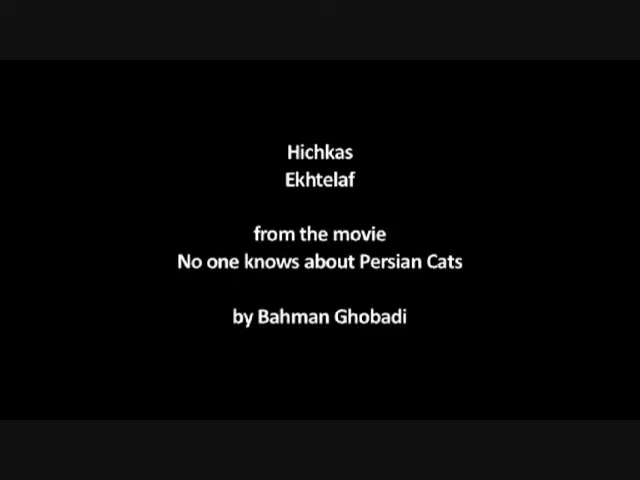 Hichkas
Ekhtelaf
from the movie
No one knows about Persian Cats
by Bahman Ghobadi